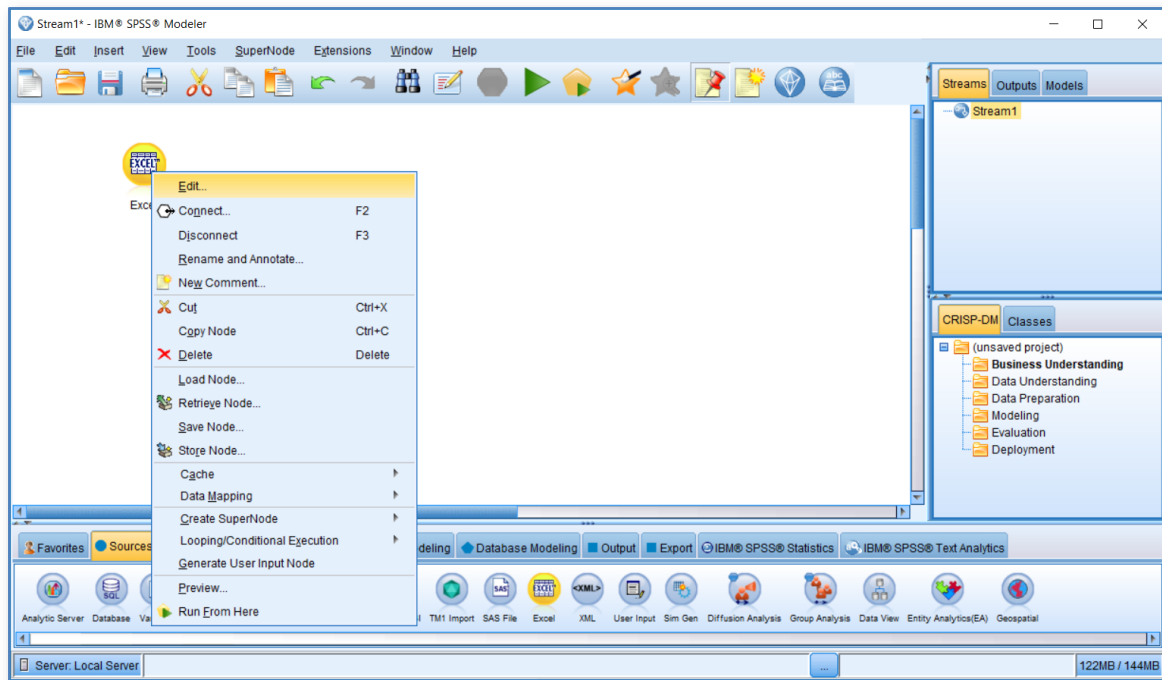 Stream1* - IBM® SPSS® Modeler
File Edit Insert View Tools SuperNode Extensions Window Help
Streams Outputs Models
Stream1
EXCEL
Edit...
Connect... F2
Disconnect F3
Rename and Annotate...
New Comment...
Cut Ctrl+X
Copy Node Ctrl+C
Delete Delete
Load Node...
Retrieve Node...
Save Node...
Store Node...
Cache
Data Mapping
Create SuperNode
Looping/Conditional Execution
Generate User Input Node
Preview...
Run From Here
CRISP-DM Classes
(unsaved project)
Business Understanding
Data Understanding
Data Preparation
Modeling
Evaluation
Deployment
Favorites Sources deling Database Modeling Output Export IBM® SPSS® Statistics IBM® SPSS® Text Analytics
SQL SAS EXCEL <XML>
Analytic Server Database TM1 Import SAS File Excel XML User Input Sim Gen Diffusion Analysis Group Analysis Data View Entity Analytics(EA) Geospatial
Server: Local Server ... 122MB / 144MB